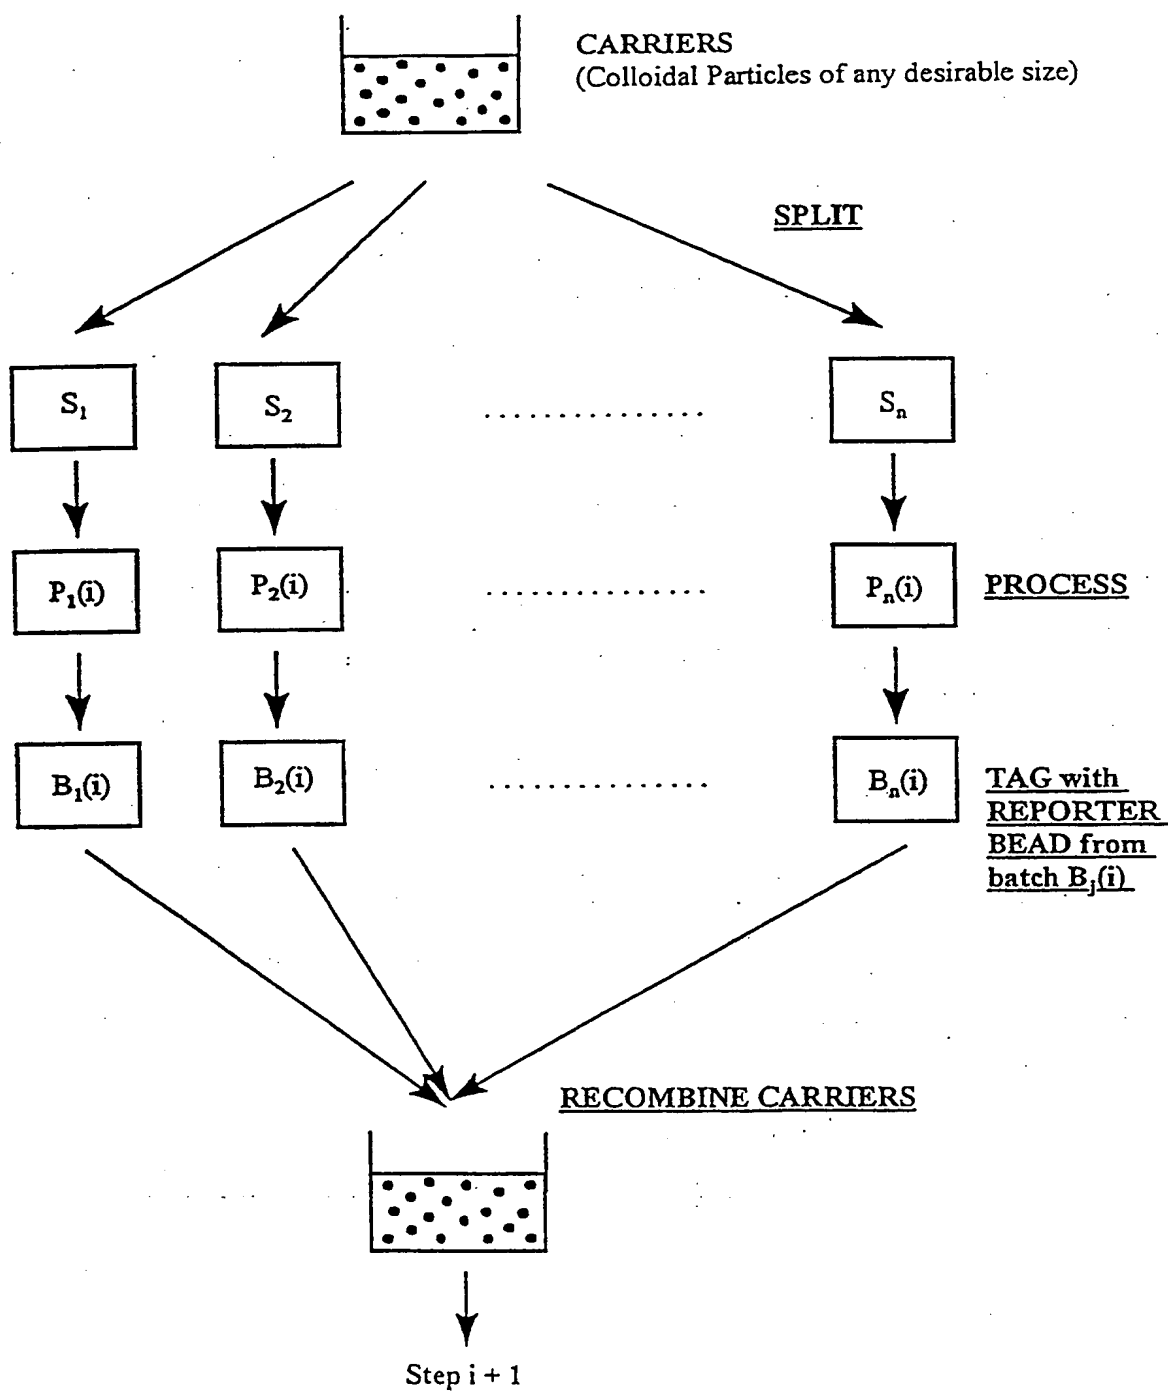 CARRIERS
(Colloidal Particles of any desirable size)
SPLIT
S₁
S₂
..............
Sₙ
P₁(i)
P₂(i)
..............
Pₙ(i)
PROCESS
B₁(i)
B₂(i)
..............
Bₙ(i)
TAG with
REPORTER
BEAD from
batch Bⱼ(i)
RECOMBINE CARRIERS
Step i + 1